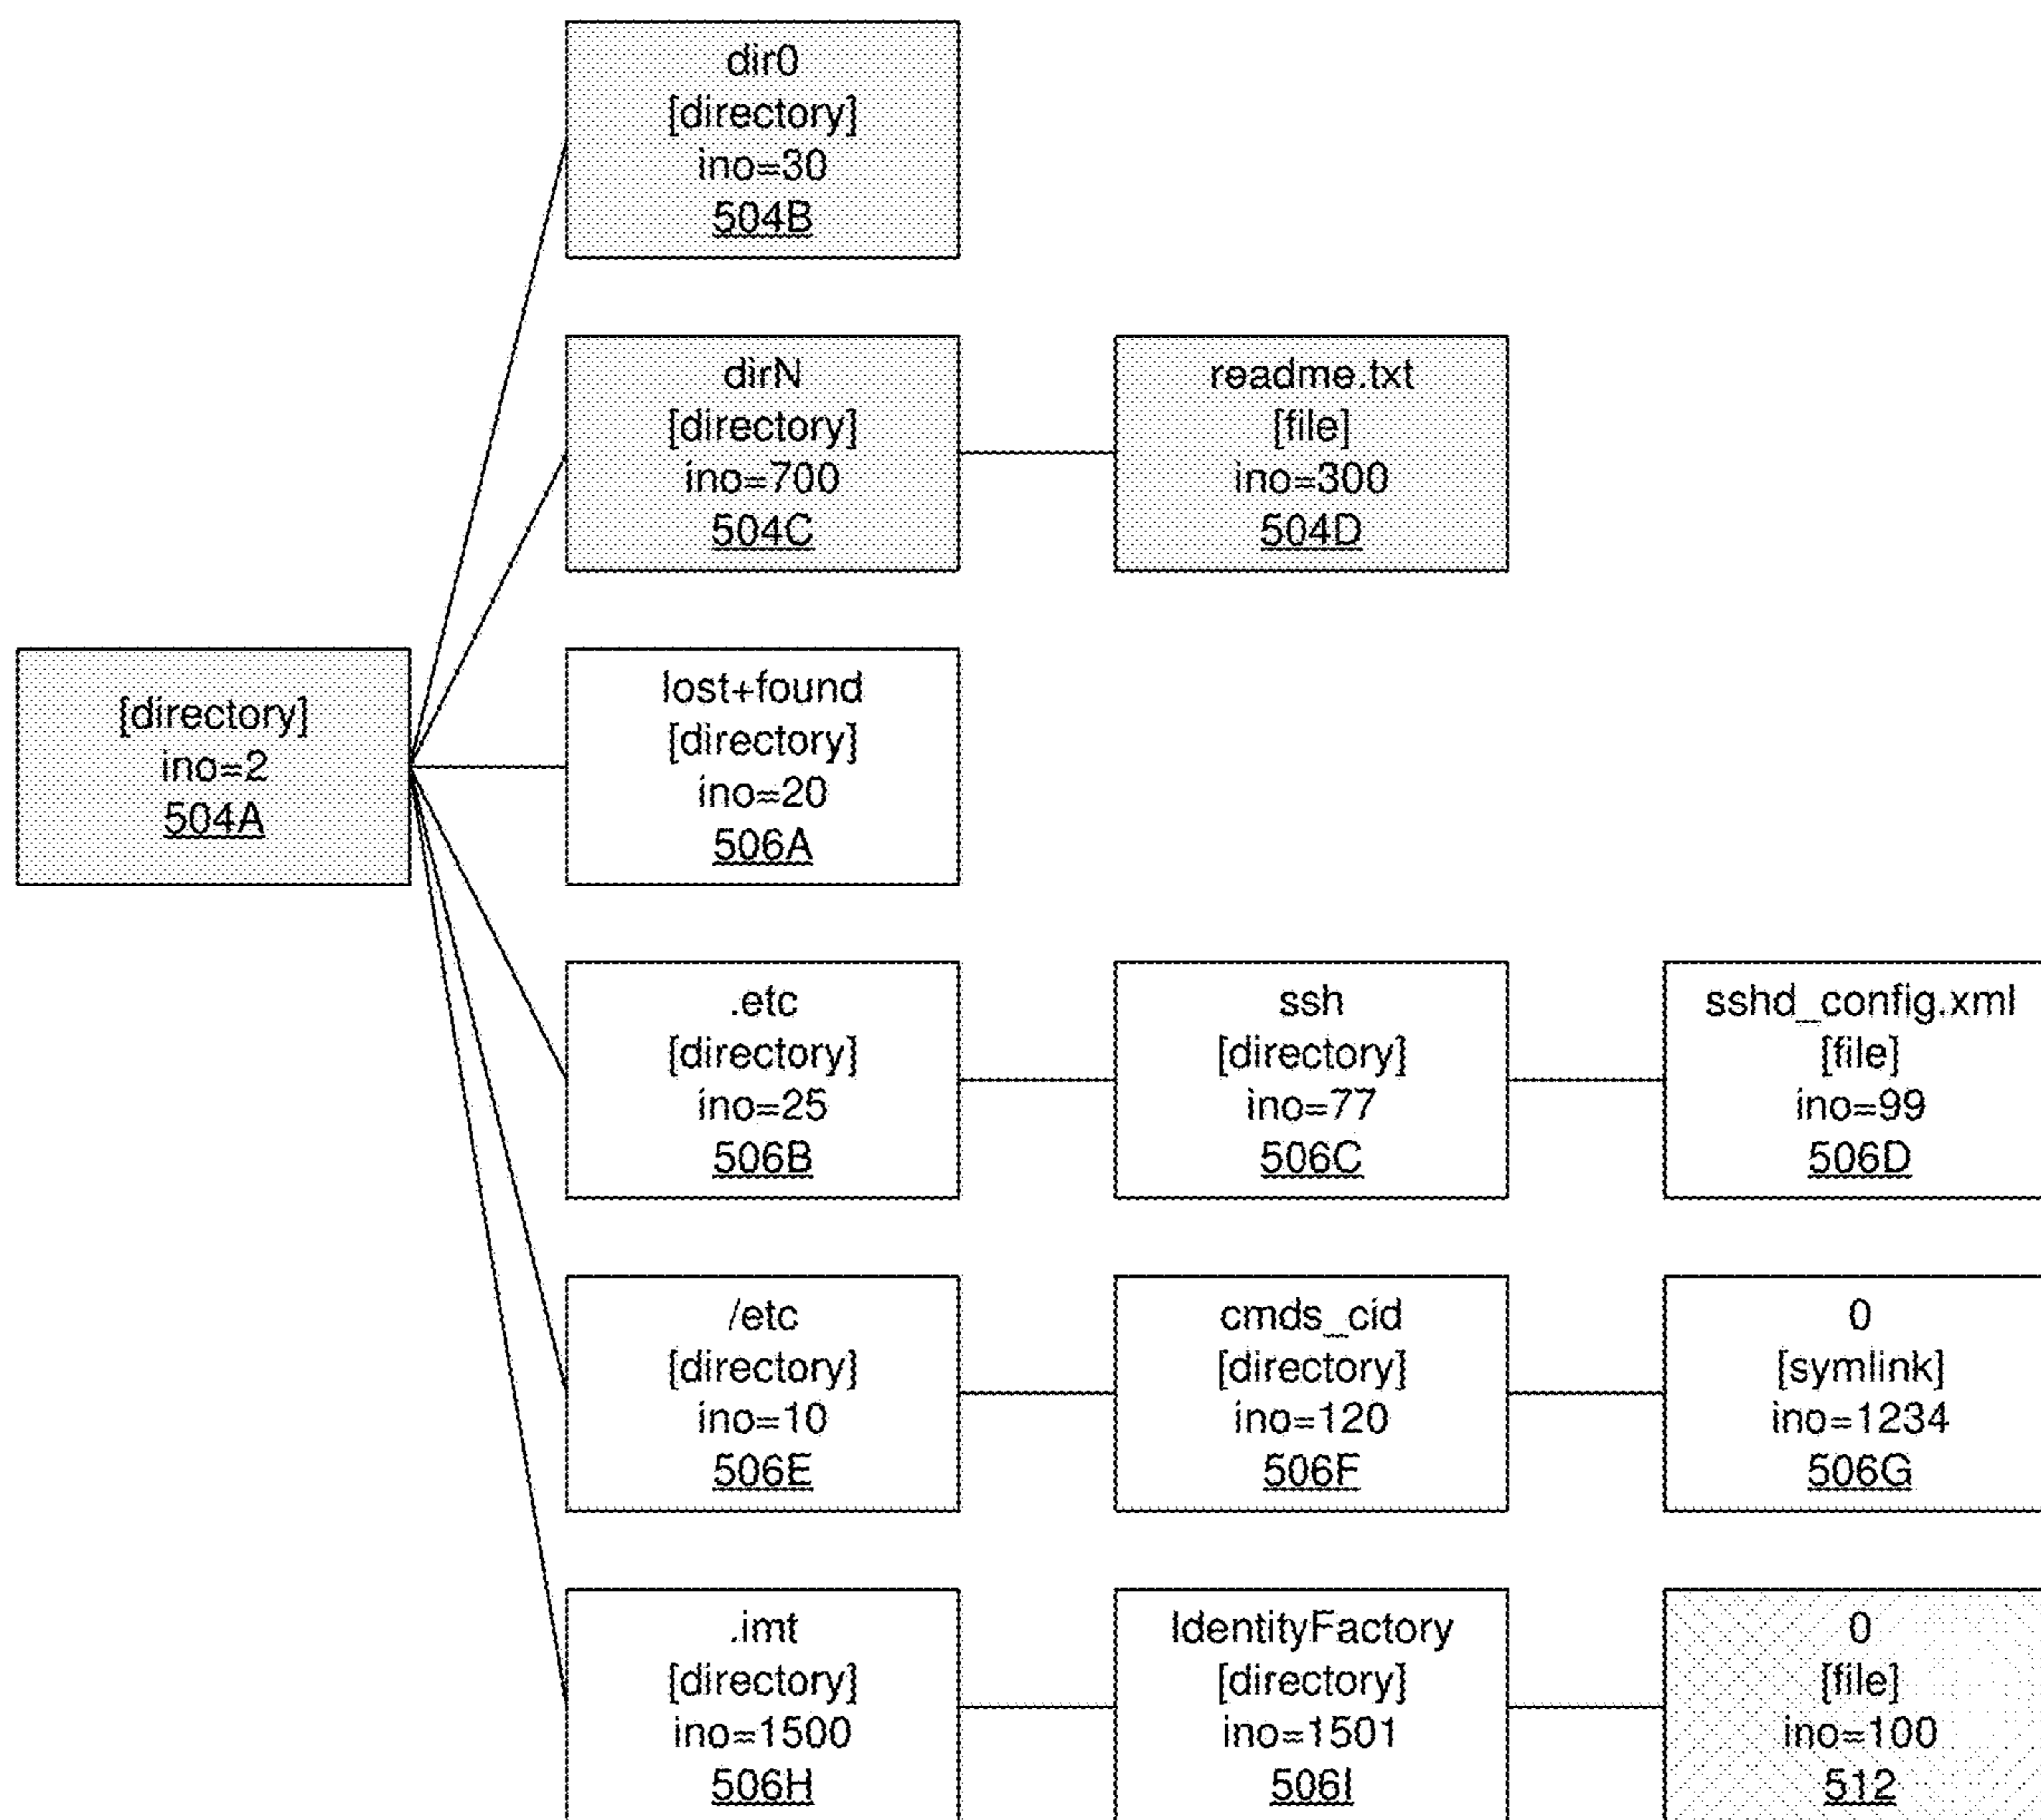 dir0
[directory]
ino=30
504B
dirN
[directory]
ino=700
504C
readme.txt
[file]
ino=300
504D
[directory]
ino=2
504A
lost+found
[directory]
ino=20
506A
.etc
[directory]
ino=25
506B
ssh
[directory]
ino=77
506C
sshd_config.xml
[file]
ino=99
506D
/etc
[directory]
ino=10
506E
cmds_cid
[directory]
ino=120
506F
0
[symlink]
ino=1234
506G
.imt
[directory]
ino=1500
506H
IdentityFactory
[directory]
ino=1501
506I
0
[file]
ino=100
512